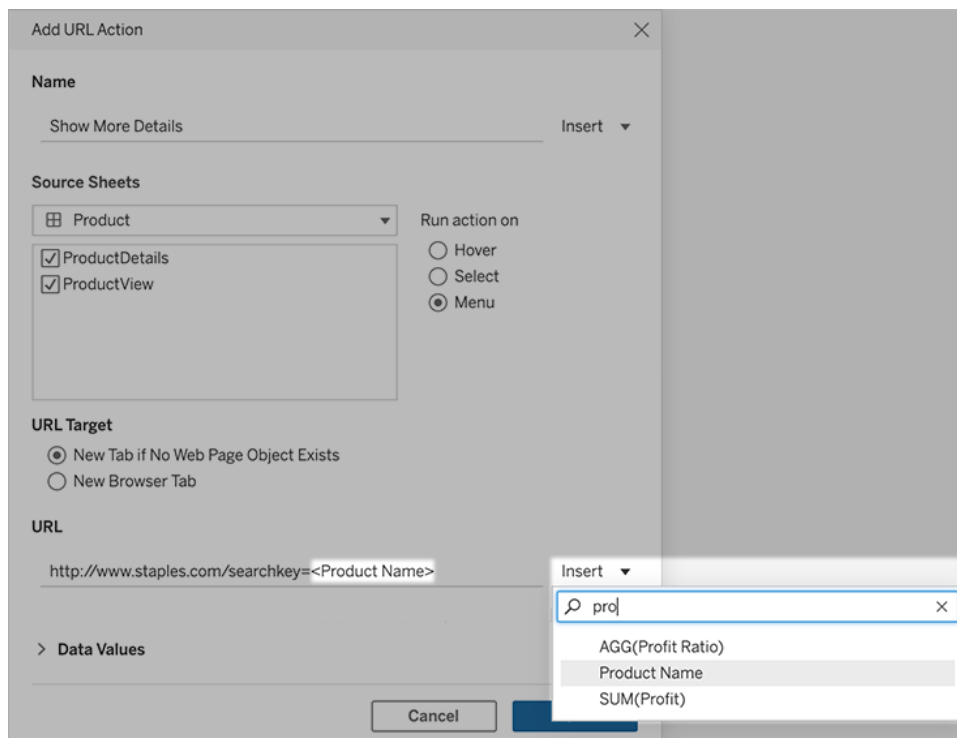 Add URL Action
Name
Show More Details
Insert
Source Sheets
Product
Run action on
ProductDetails
Hover
ProductView
Select
Menu
URL Target
New Tab if No Web Page Object Exists
New Browser Tab
URL
http://www.staples.com/searchkey=<Product Name>
Insert
pro
AGG(Profit Ratio)
Data Values
Product Name
SUM(Profit)
Cancel